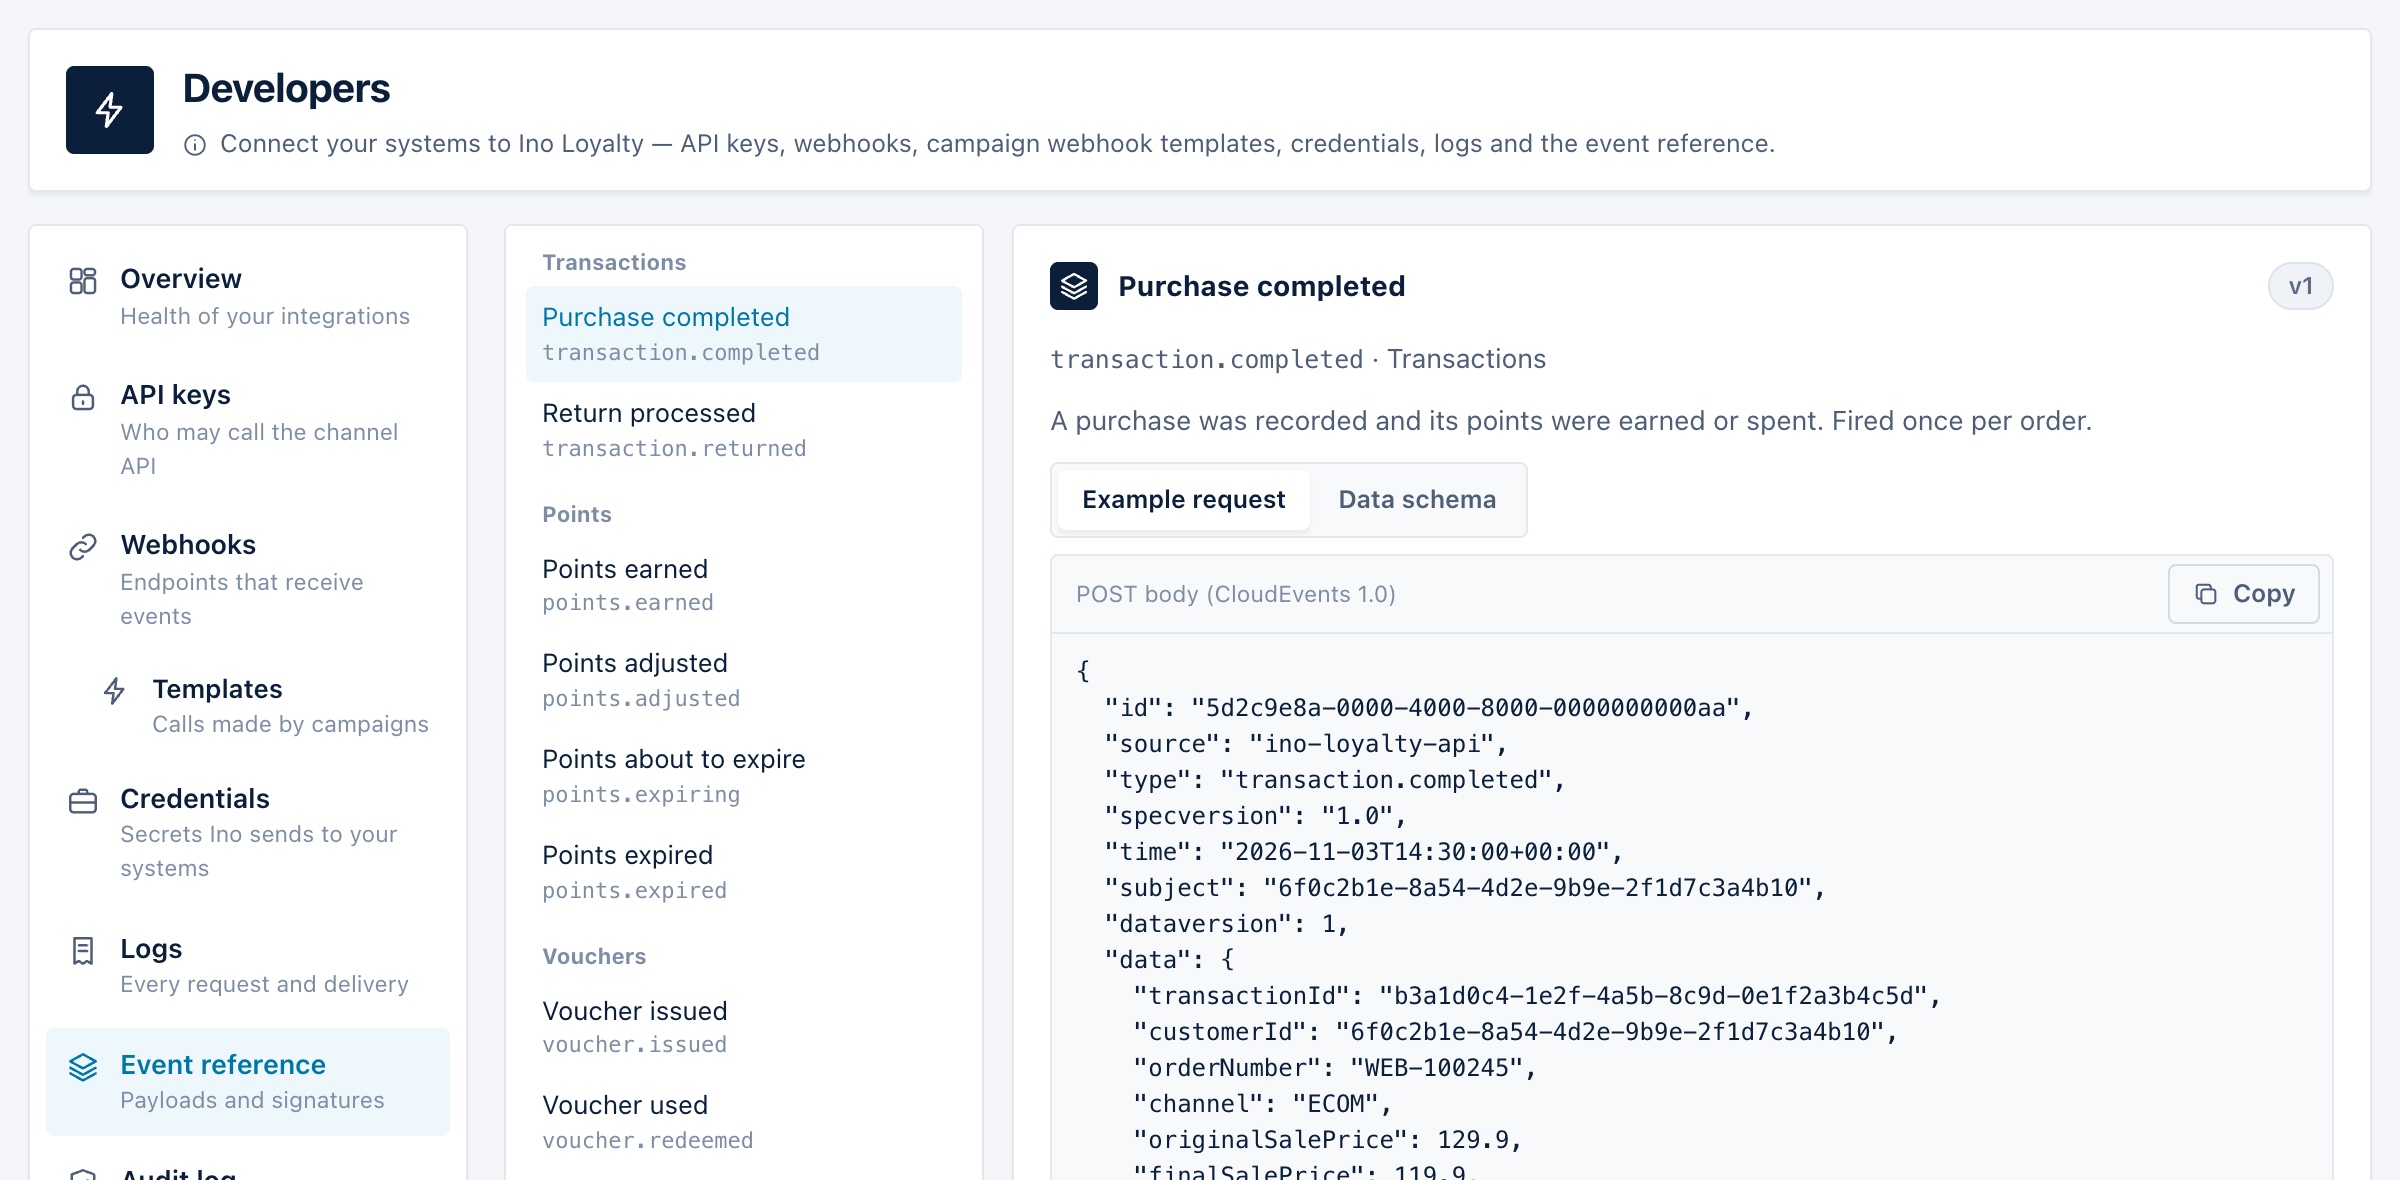 Developers
Connect your systems to Ino Loyalty — API keys, webhooks, campaign webhook templates, credentials, logs and the event reference.
Overview
Health of your integrations
API keys
Who may call the channel
API
Webhooks
Endpoints that receive
events
Templates
Calls made by campaigns
Credentials
Secrets Ino sends to your
systems
Logs
Every request and delivery
Event reference
Payloads and signatures
Audit log
Transactions
Purchase completed
transaction.completed
Return processed
transaction.returned
Points
Points earned
points.earned
Points adjusted
points.adjusted
Points about to expire
points.expiring
Points expired
points.expired
Vouchers
Voucher issued
voucher.issued
Voucher used
voucher.redeemed
Purchase completed
v1
transaction.completed · Transactions
A purchase was recorded and its points were earned or spent. Fired once per order.
Example request
Data schema
POST body (CloudEvents 1.0)
Copy
{
  "id": "5d2c9e8a-0000-4000-8000-0000000000aa",
  "source": "ino-loyalty-api",
  "type": "transaction.completed",
  "specversion": "1.0",
  "time": "2026-11-03T14:30:00+00:00",
  "subject": "6f0c2b1e-8a54-4d2e-9b9e-2f1d7c3a4b10",
  "dataversion": 1,
  "data": {
    "transactionId": "b3a1d0c4-1e2f-4a5b-8c9d-0e1f2a3b4c5d",
    "customerId": "6f0c2b1e-8a54-4d2e-9b9e-2f1d7c3a4b10",
    "orderNumber": "WEB-100245",
    "channel": "ECOM",
    "originalSalePrice": 129.9,
    "finalSalePrice": 119.9,